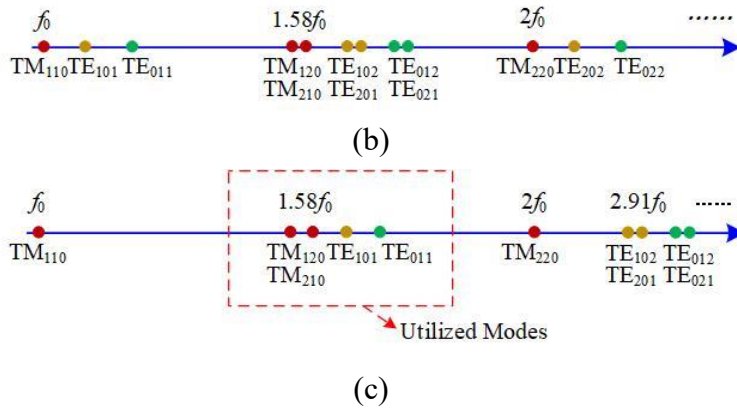 f₀ 1.58f₀ 2f₀ ……
TM₁₁₀ TE₁₀₁ TE₀₁₁ TM₁₂₀ TE₁₀₂ TE₀₁₂ TM₂₂₀ TE₂₀₂ TE₀₂₂
TM₂₁₀ TE₂₀₁ TE₀₂₁
(b)
f₀ 1.58f₀ 2f₀ 2.91f₀ ……
TM₁₁₀ TM₁₂₀ TE₁₀₁ TE₀₁₁ TM₂₂₀ TE₁₀₂ TE₀₁₂
TM₂₁₀ TE₂₀₁ TE₀₂₁
Utilized Modes
(c)